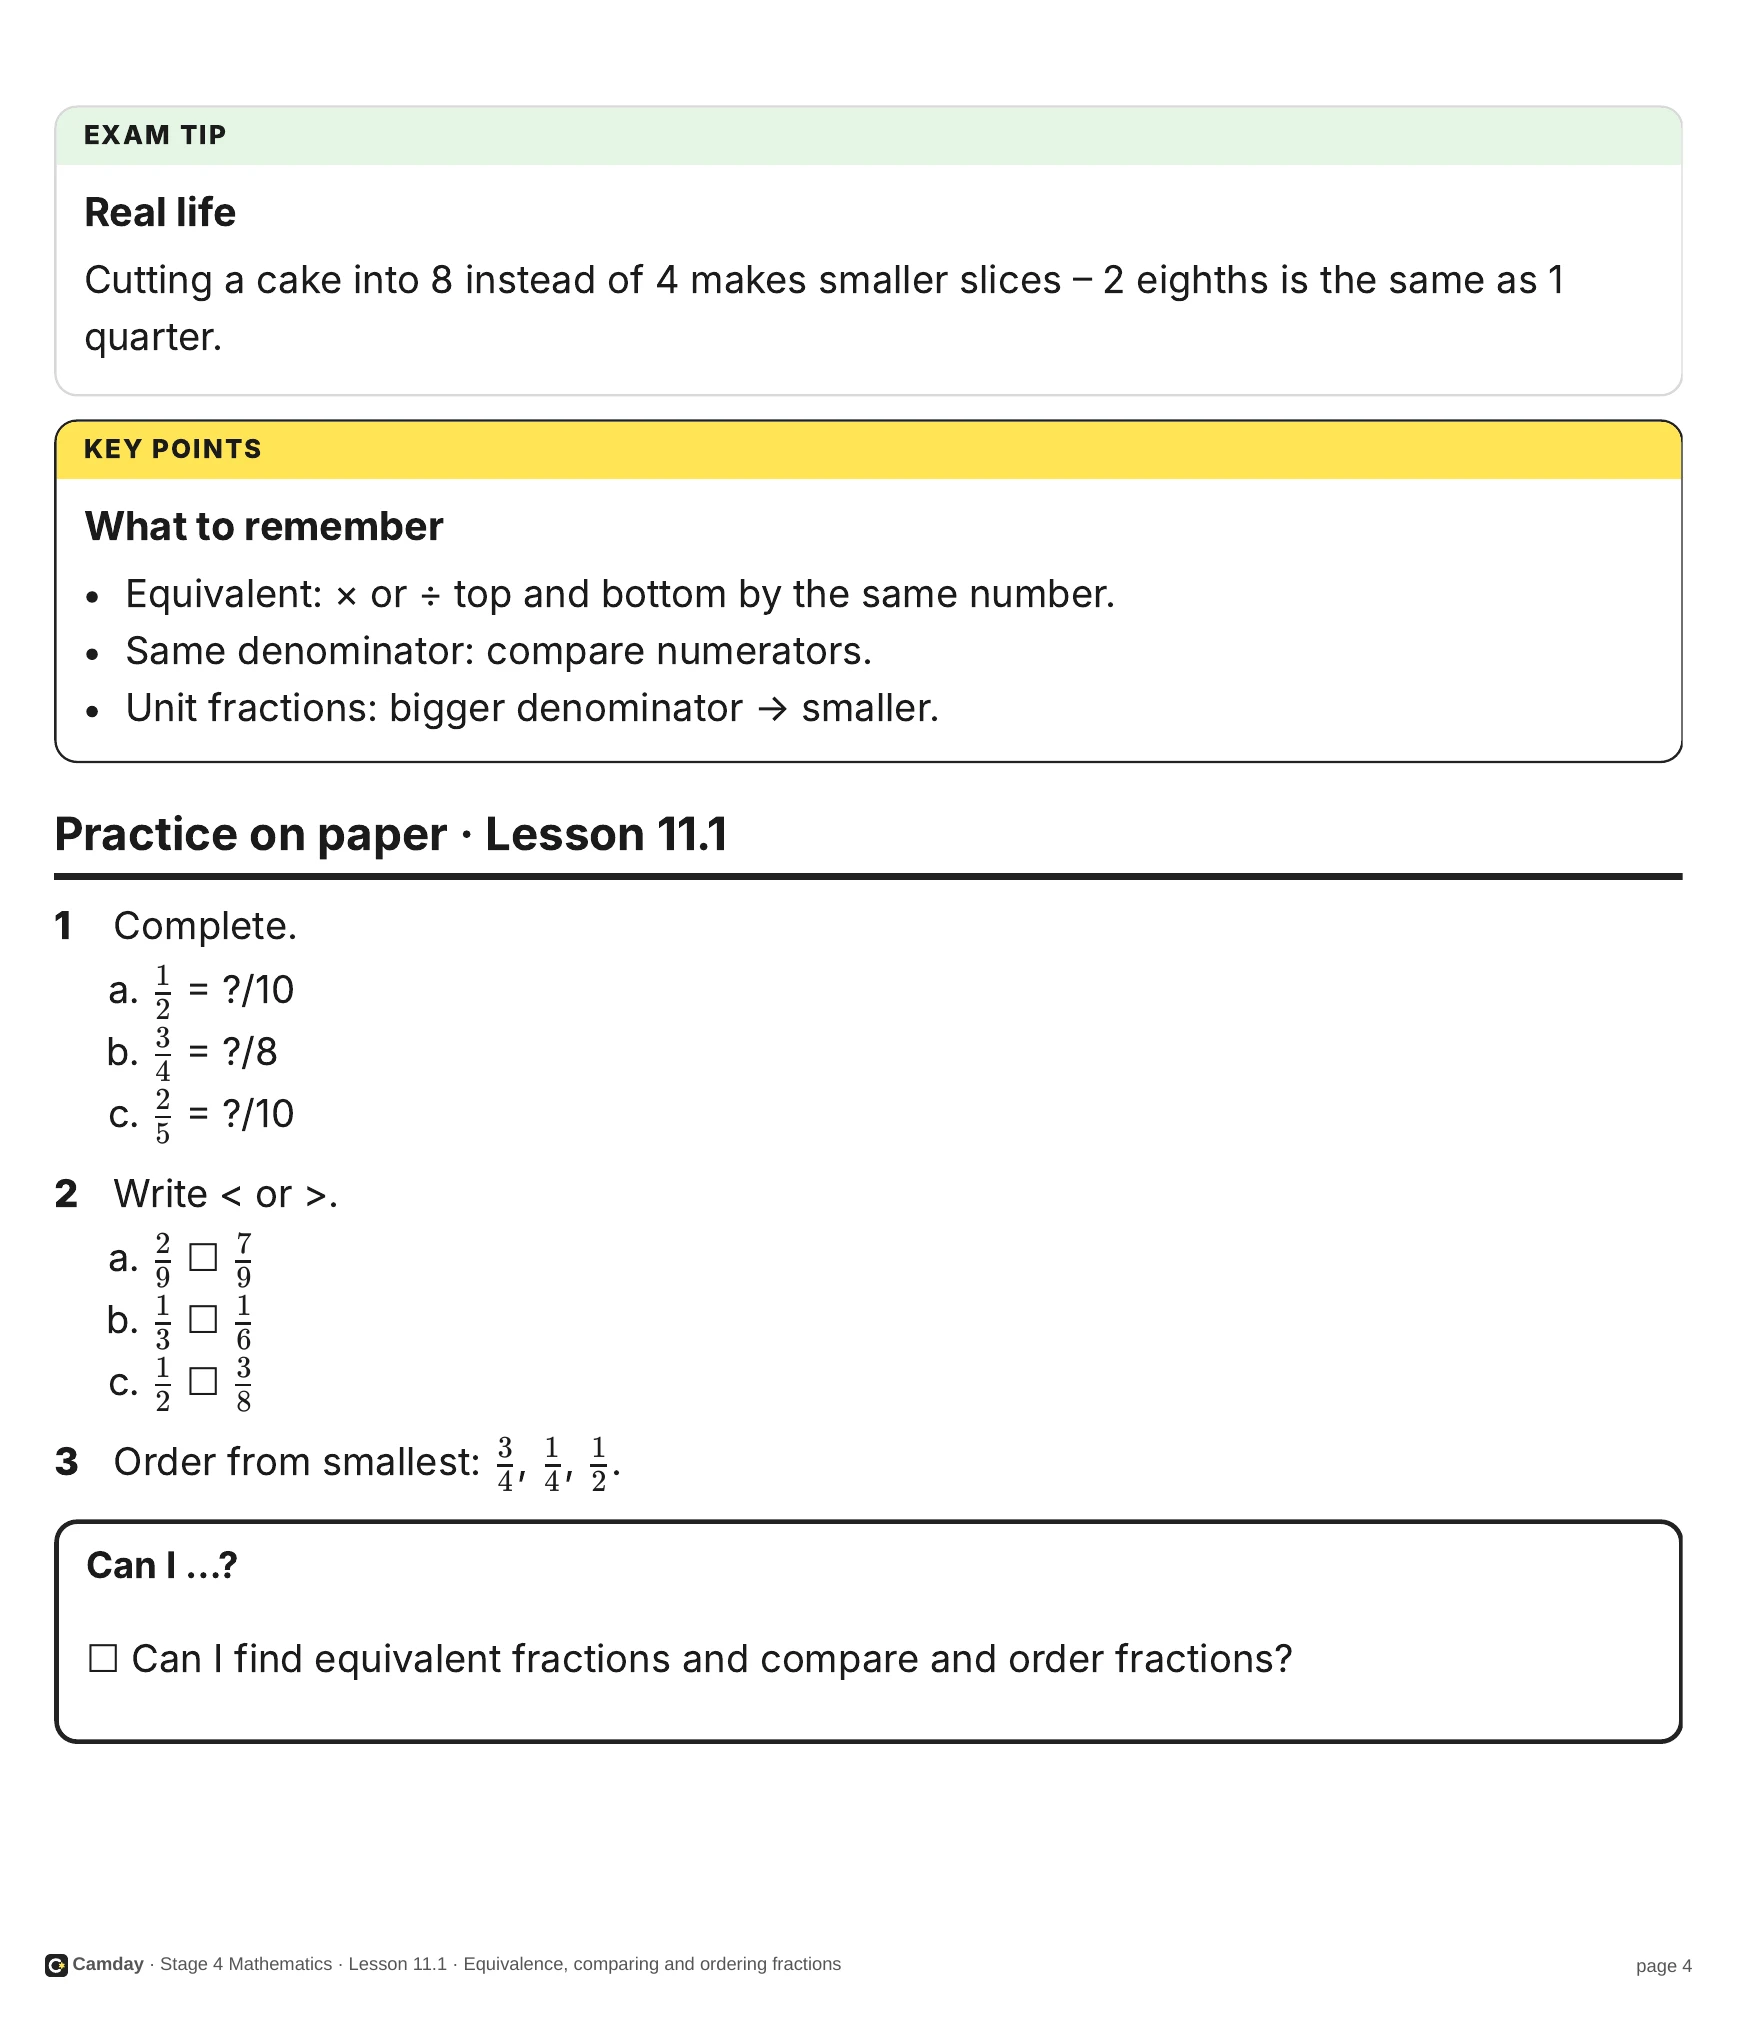 EXAM TIP
Real life
Cutting a cake into 8 instead of 4 makes smaller slices – 2 eighths is the same as 1
quarter.
KEY POINTS
What to remember
• Equivalent: × or ÷ top and bottom by the same number.
• Same denominator: compare numerators.
• Unit fractions: bigger denominator → smaller.
Practice on paper · Lesson 11.1
1 Complete.
a. 1/2 = ?/10
b. 3/4 = ?/8
c. 2/5 = ?/10
2 Write < or >.
a. 2/9 □ 7/9
b. 1/3 □ 1/6
c. 1/2 □ 3/8
3 Order from smallest: 3/4, 1/4, 1/2.
Can I …?
□ Can I find equivalent fractions and compare and order fractions?
Camday · Stage 4 Mathematics · Lesson 11.1 · Equivalence, comparing and ordering fractions
page 4